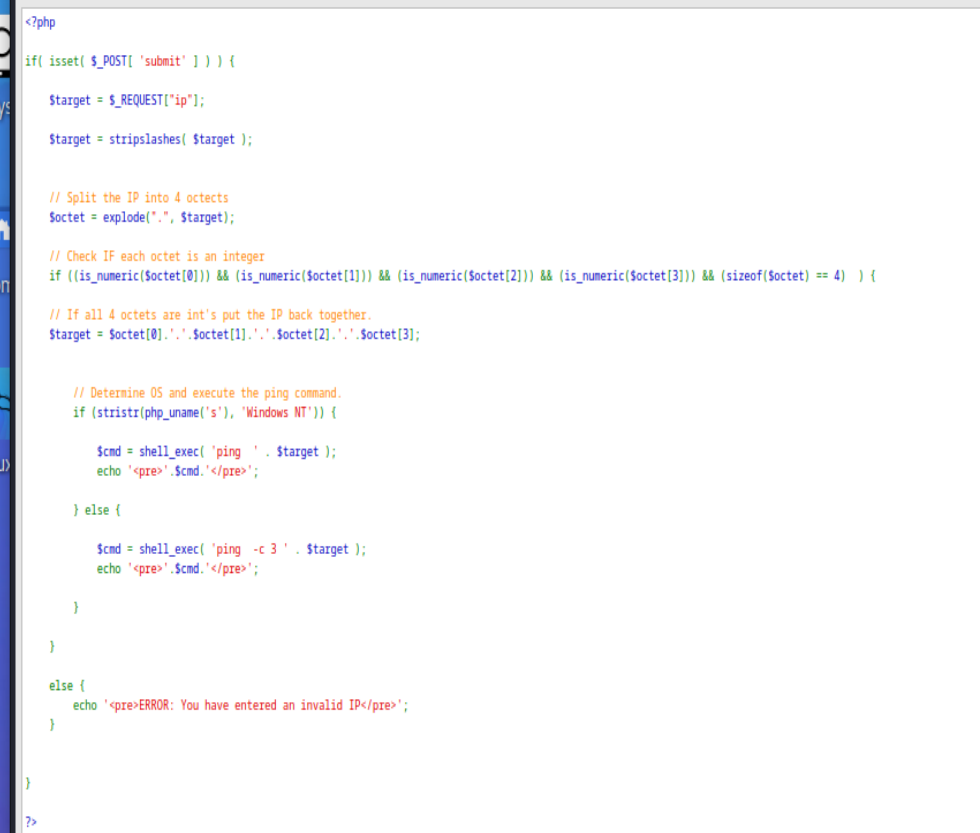 <?php
if( isset( $_POST[ 'submit' ] ) ) {
$target = $_REQUEST["ip"];
$target = stripslashes( $target );
// Split the IP into 4 octects
$octet = explode(".", $target);
// Check IF each octet is an integer
if ((is_numeric($octet[0])) && (is_numeric($octet[1])) && (is_numeric($octet[2])) && (is_numeric($octet[3])) && (sizeof($octet) == 4)  ) {
// If all 4 octets are int's put the IP back together.
$target = $octet[0].'.'.$octet[1].'.'.$octet[2].'.'.$octet[3];
// Determine OS and execute the ping command.
if (stristr(php_uname('s'), 'Windows NT')) {
$cmd = shell_exec( 'ping  ' . $target );
echo '<pre>'.$cmd.'</pre>';
} else {
$cmd = shell_exec( 'ping  -c 3 ' . $target );
echo '<pre>'.$cmd.'</pre>';
}
}
else {
echo '<pre>ERROR: You have entered an invalid IP</pre>';
}
}
?>